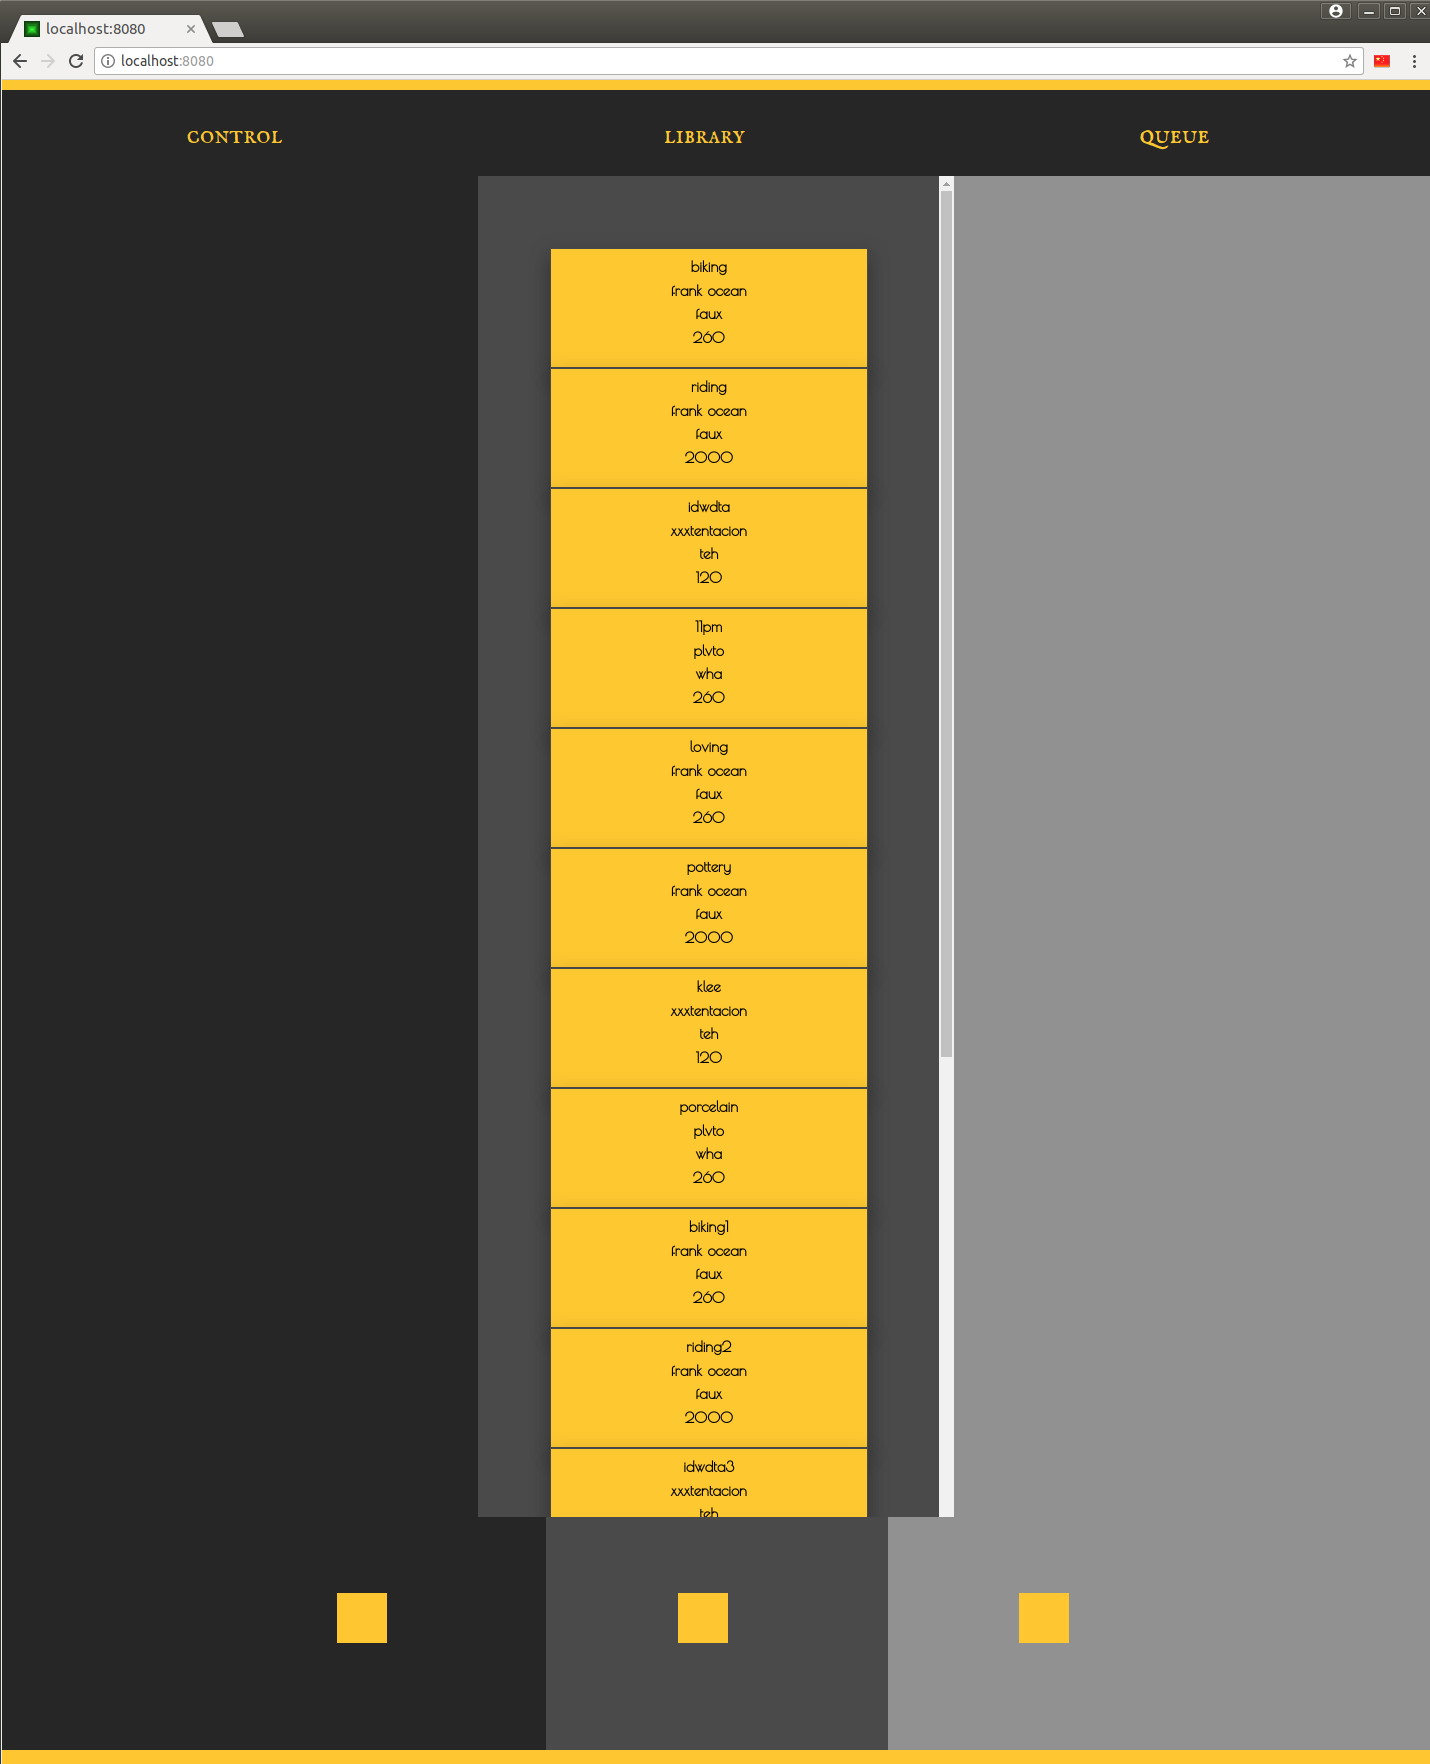 localhost:8080
localhost:8080
CONTROL
LIBRARY
QUEUE
biking
frank ocean
faux
260
riding
frank ocean
faux
2000
idwdta
xxxtentacion
teh
120
11pm
plvto
wha
260
loving
frank ocean
faux
260
pottery
frank ocean
faux
2000
klee
xxxtentacion
teh
120
porcelain
plvto
wha
260
biking1
frank ocean
faux
260
riding2
frank ocean
faux
2000
idwdta3
xxxtentacion
teh